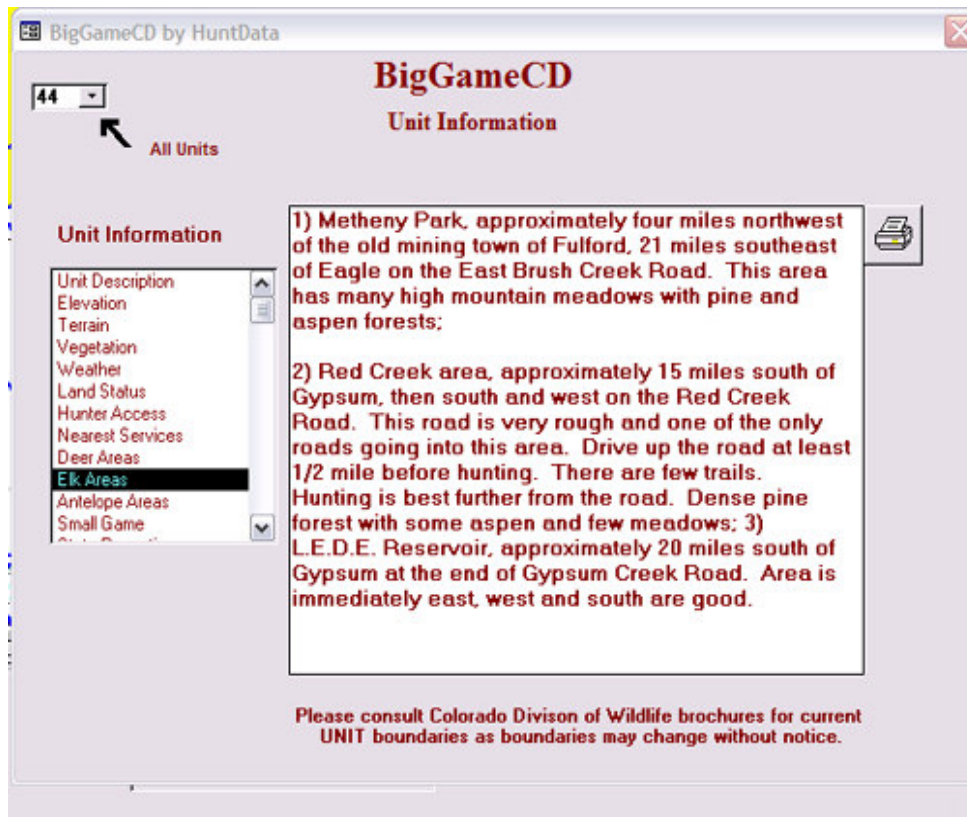 BigGameCD by HuntData
BigGameCD
44
Unit Information
All Units
Unit Information
Unit Description
Elevation
Terrain
Vegetation
Weather
Land Status
Hunter Access
Nearest Services
Deer Areas
Elk Areas
Antelope Areas
Small Game
1) Metheny Park, approximately four miles northwest
of the old mining town of Fulford, 21 miles southeast
of Eagle on the East Brush Creek Road.  This area
has many high mountain meadows with pine and
aspen forests;
2) Red Creek area, approximately 15 miles south of
Gypsum, then south and west on the Red Creek
Road.  This road is very rough and one of the only
roads going into this area.  Drive up the road at least
1/2 mile before hunting.  There are few trails.
Hunting is best further from the road.  Dense pine
forest with some aspen and few meadows; 3)
L.E.D.E. Reservoir, approximately 20 miles south of
Gypsum at the end of Gypsum Creek Road.  Area is
immediately east, west and south are good.
Please consult Colorado Divison of Wildlife brochures for current
UNIT boundaries as boundaries may change without notice.